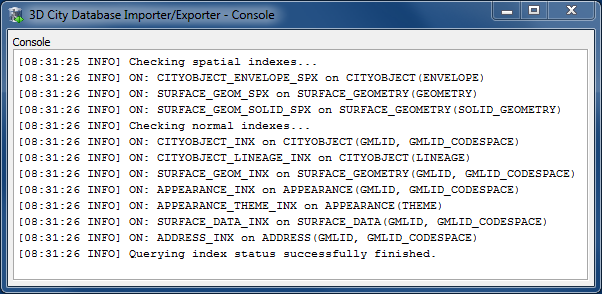 3D City Database Importer/Exporter - Console
Console
[08:31:25 INFO] Checking spatial indexes...
[08:31:26 INFO] ON: CITYOBJECT_ENVELOPE_SPX on CITYOBJECT(ENVELOPE)
[08:31:26 INFO] ON: SURFACE_GEOM_SPX on SURFACE_GEOMETRY(GEOMETRY)
[08:31:26 INFO] ON: SURFACE_GEOM_SOLID_SPX on SURFACE_GEOMETRY(SOLID_GEOMETRY)
[08:31:26 INFO] Checking normal indexes...
[08:31:26 INFO] ON: CITYOBJECT_INX on CITYOBJECT(GMLID, GMLID_CODESPACE)
[08:31:26 INFO] ON: CITYOBJECT_LINEAGE_INX on CITYOBJECT(LINEAGE)
[08:31:26 INFO] ON: SURFACE_GEOM_INX on SURFACE_GEOMETRY(GMLID, GMLID_CODESPACE)
[08:31:26 INFO] ON: APPEARANCE_INX on APPEARANCE(GMLID, GMLID_CODESPACE)
[08:31:26 INFO] ON: APPEARANCE_THEME_INX on APPEARANCE(THEME)
[08:31:26 INFO] ON: SURFACE_DATA_INX on SURFACE_DATA(GMLID, GMLID_CODESPACE)
[08:31:26 INFO] ON: ADDRESS_INX on ADDRESS(GMLID, GMLID_CODESPACE)
[08:31:26 INFO] Querying index status successfully finished.